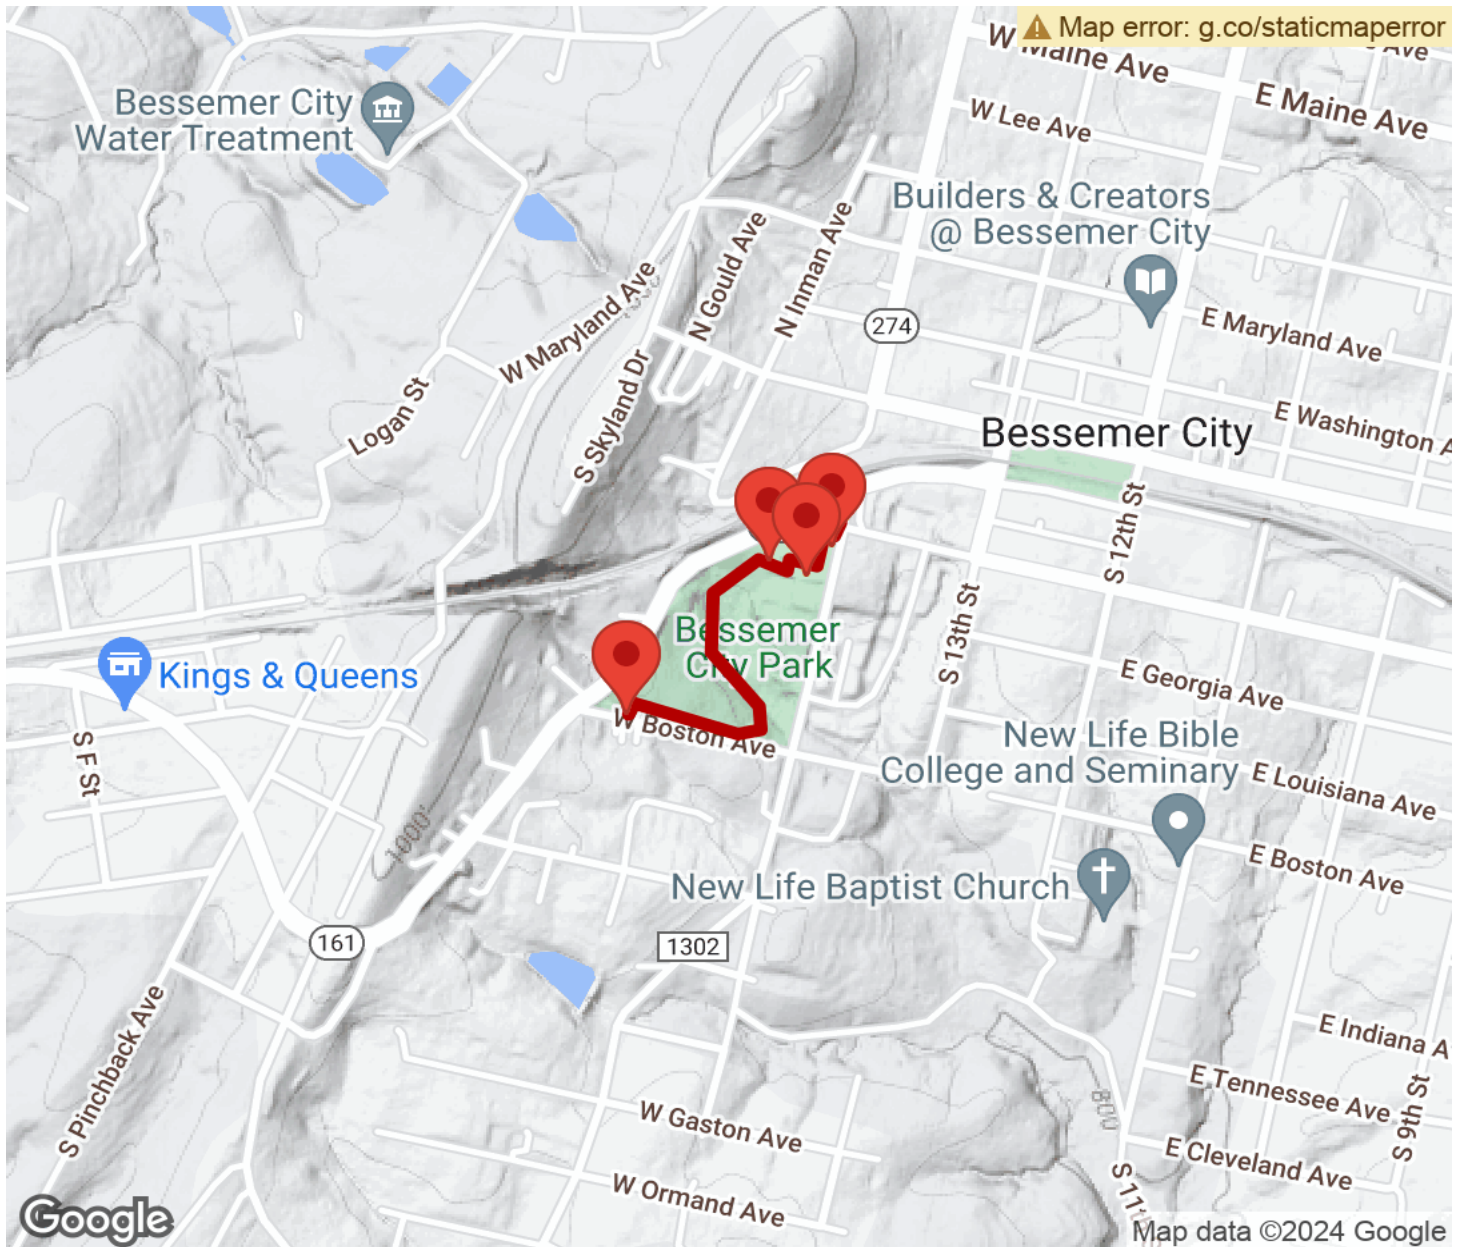 Map error: g.co/staticmaperror
W Maine Ave
Ave
E Maine Ave
Bessemer City
Water Treatment
W Lee Ave
Builders & Creators
@ Bessemer City
N Gould Ave
N Inman Ave
W Maryland Ave
274
E Maryland Ave
S Skyland Dr
Logan St
E Washington A
Bessemer City
S 12th St
S 13th St
Bessemer
City Park
Kings & Queens
E Georgia Ave
W Boston Ave
S F St
New Life Bible
College and Seminary
E Louisiana Ave
1000'
E Boston Ave
New Life Baptist Church
161
1302
S Pinchback Ave
E Indiana A
E Tennessee Ave
800
S 9th St
W Gaston Ave
E Cleveland Ave
S 11th
W Ormand Ave
Google
Map data ©2024 Google